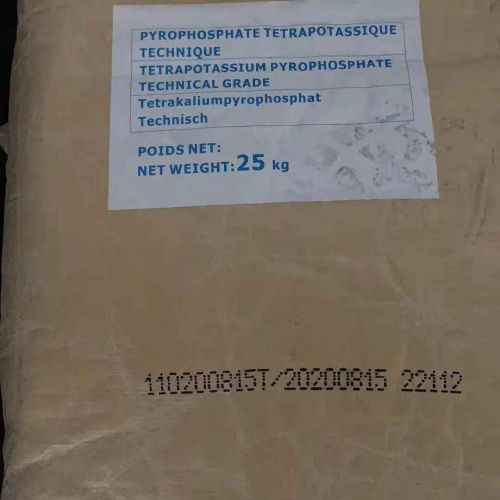 PYROPHOSPHATE TETRAPOTASSIQUE
TECHNIQUE
TETRAPOTASSIUM PYROPHOSPHATE
TECHNICAL GRADE
Tetrakaliumpyrophosphat
Technisch
POIDS NET:
NET WEIGHT: 25 kg
110200815T/20200815 22112